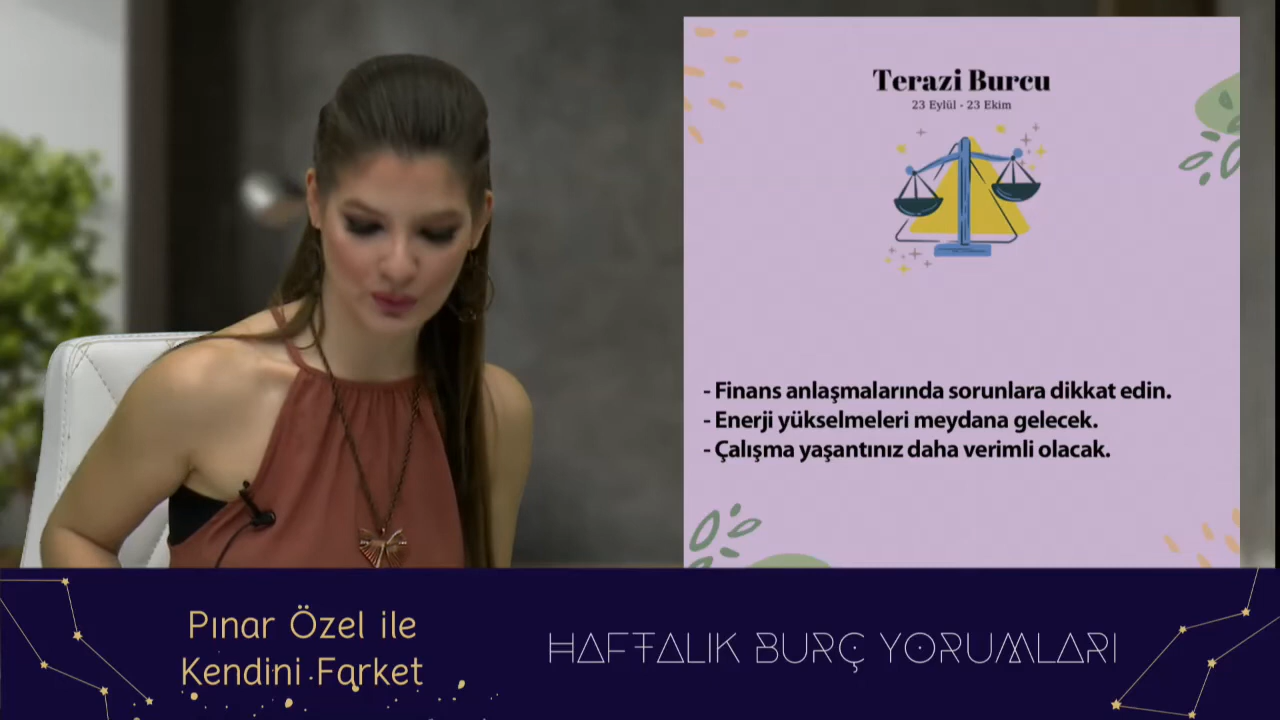 Terazi Burcu
23 Eylül - 23 Ekim
- Finans anlaşmalarında sorunlara dikkat edin.
- Enerji yükselmeleri meydana gelecek.
- Çalışma yaşantınız daha verimli olacak.
Pınar Özel ile
Kendini Farket
HAFTALIK BURÇ YORUMLARI